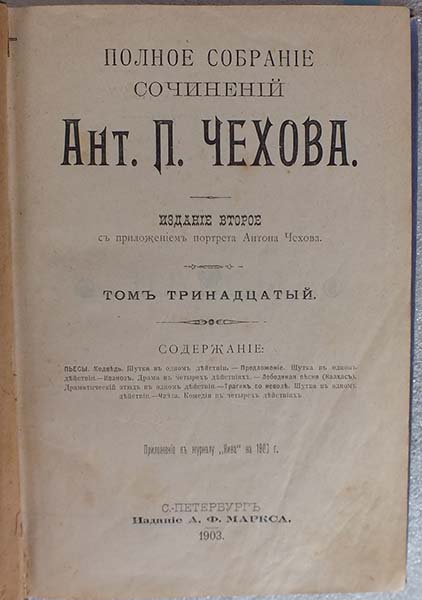 ПОЛНОЕ СОБРАНІЕ
СОЧИНЕНІЙ
АНТ. П. ЧЕХОВА.
ИЗДАНІЕ ВТОРОЕ
съ приложеніемъ портрета Антона Чехова.
ТОМЪ ТРИНАДЦАТЫЙ.
СОДЕРЖАНІЕ:
ПЬЕСЫ. Медвѣдь. Шутка въ одномъ дѣйствіи. — Предложеніе. Шутка въ одномъ
дѣйствіи. — Ивановъ. Драма въ четырехъ дѣйствіяхъ. — Лебединая пѣсня (Калхасъ).
Драматическій этюдъ въ одномъ дѣйствіи. — Трагикъ по неволѣ. Шутка въ одномъ
дѣйствіи. — Чайка. Комедія въ четырехъ дѣйствіяхъ.
Приложеніе къ журналу „Нива" на 1903 г.
С.-ПЕТЕРБУРГЪ
Изданіе А. Ф. МАРКСА.
1903.